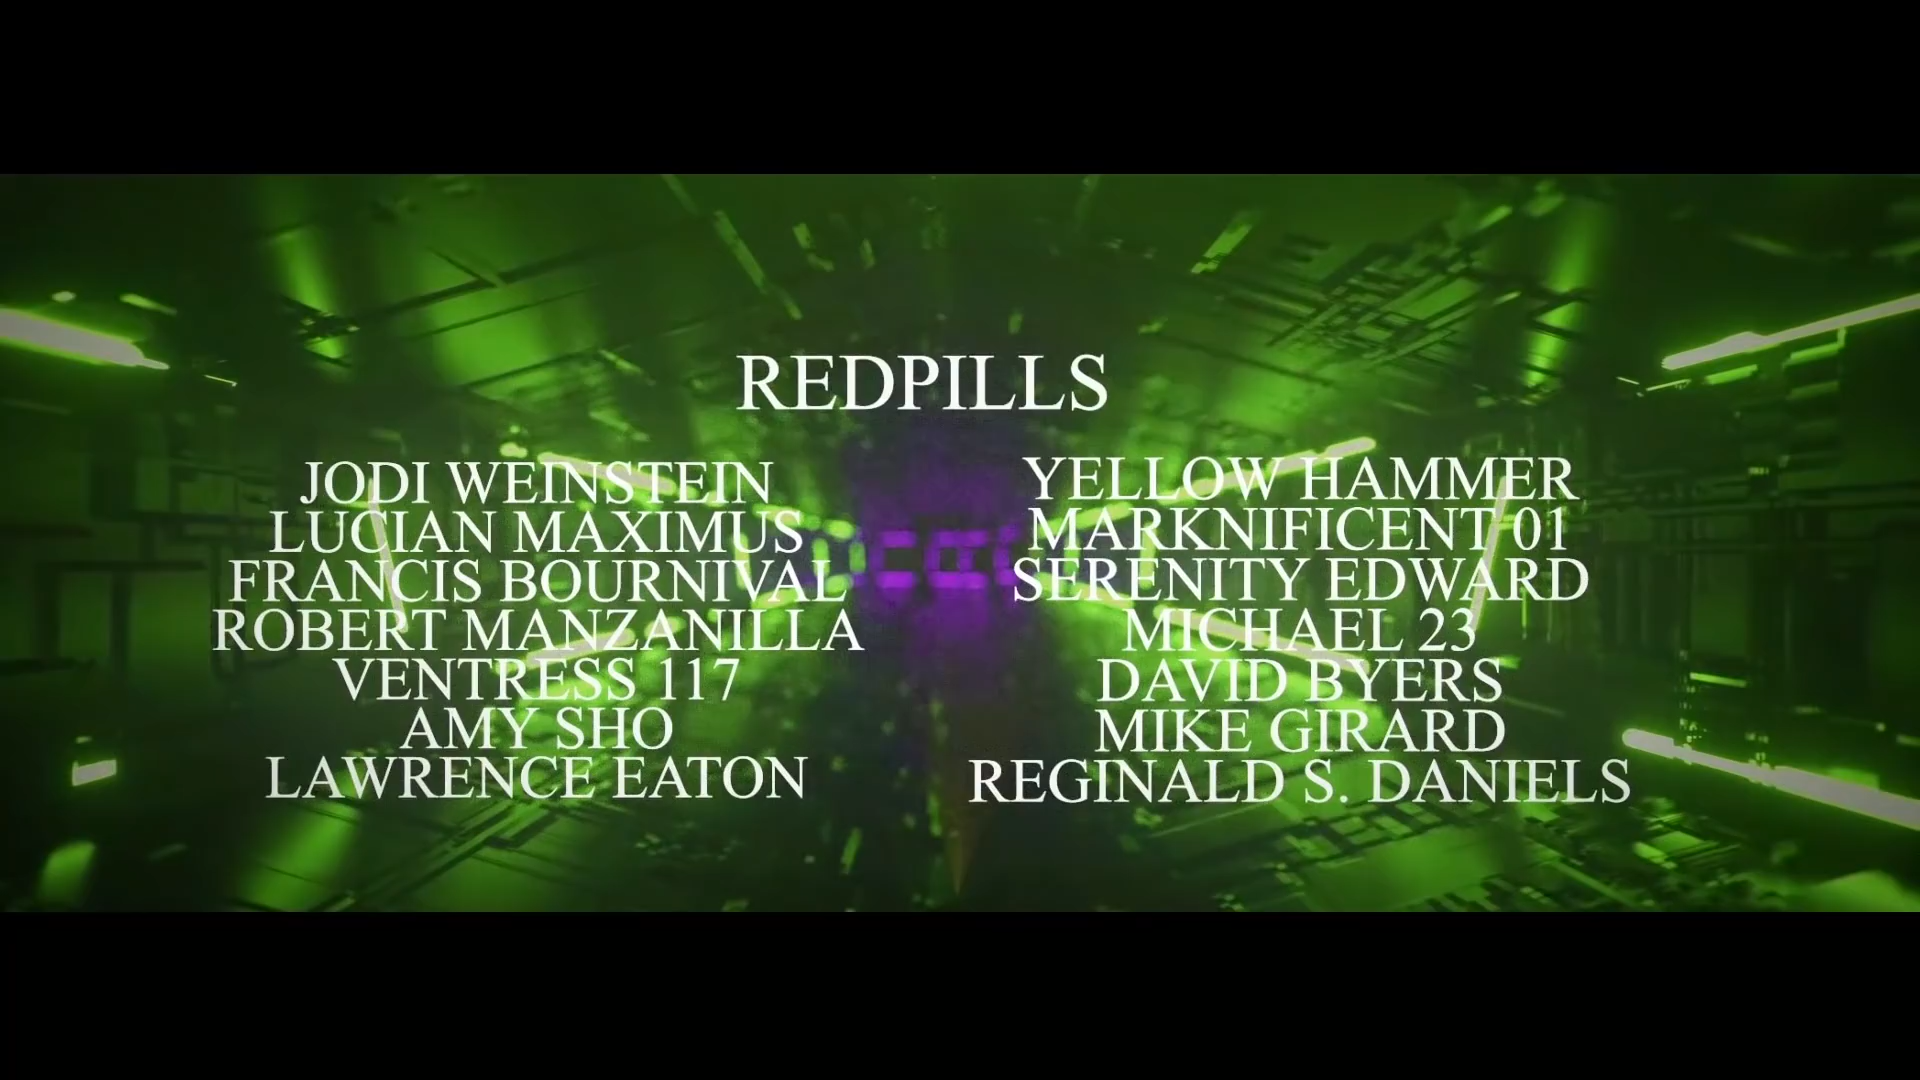 REDPILLS
JODI WEINSTEIN
LUCIAN MAXIMUS
FRANCIS BOURNIVAL
ROBERT MANZANILLA
VENTRESS 117
AMY SHO
LAWRENCE EATON
YELLOW HAMMER
MARKNIFICENT 01
SERENITY EDWARD
MICHAEL 23
DAVID BYERS
MIKE GIRARD
REGINALD S. DANIELS